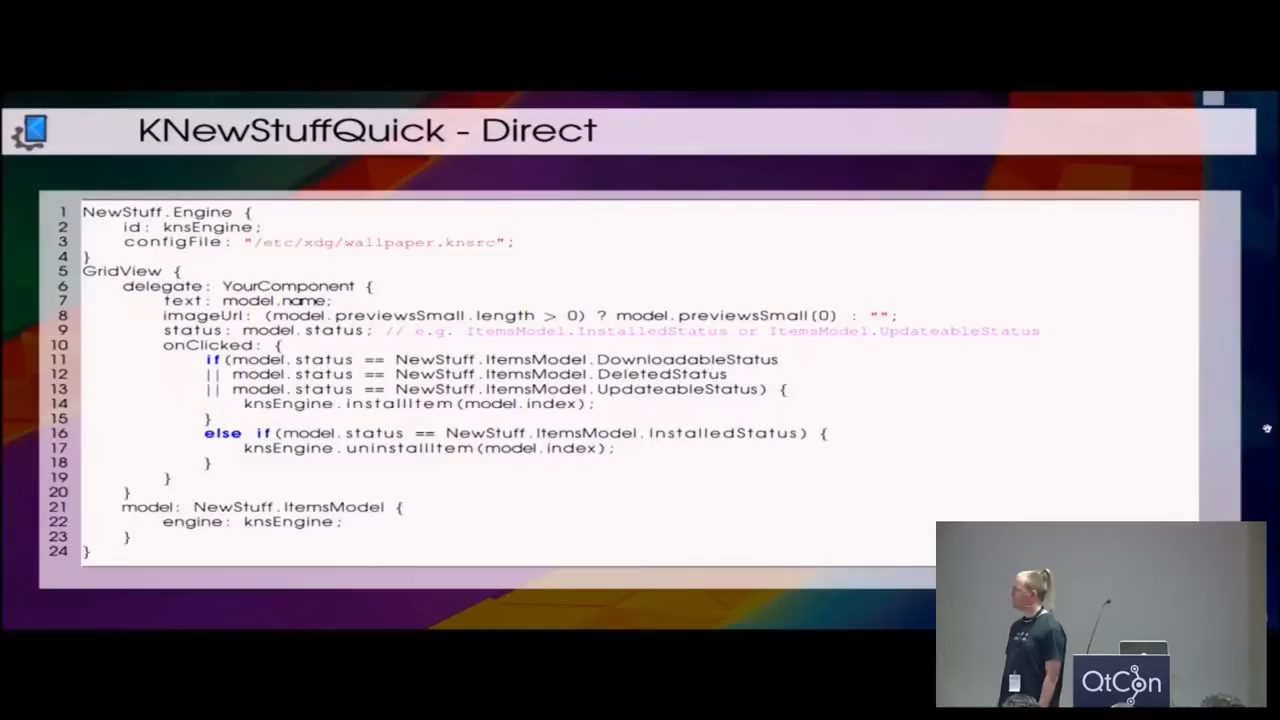 KNewStuffQuick - Direct
1 NewStuff.Engine {
2 id: knsEngine;
3 configFile: "/etc/xdg/wallpaper.knsrc";
4 }
5 GridView {
6 delegate: YourComponent {
7 text: model.name;
8 imageUrl: (model.previewsSmall.length > 0) ? model.previewsSmall(0) : "";
9 status: model.status; // e.g. ItemsModel.InstalledStatus or ItemsModel.UpdateableStatus
10 onClicked: {
11 if(model.status == NewStuff.ItemsModel.DownloadableStatus
12 || model.status == NewStuff.ItemsModel.DeletedStatus
13 || model.status == NewStuff.ItemsModel.UpdateableStatus) {
14 knsEngine.installItem(model.index);
15 }
16 else if(model.status == NewStuff.ItemsModel.InstalledStatus) {
17 knsEngine.uninstallItem(model.index);
18 }
19 }
20 }
21 model: NewStuff.ItemsModel {
22 engine: knsEngine;
23 }
24 }
QtCon